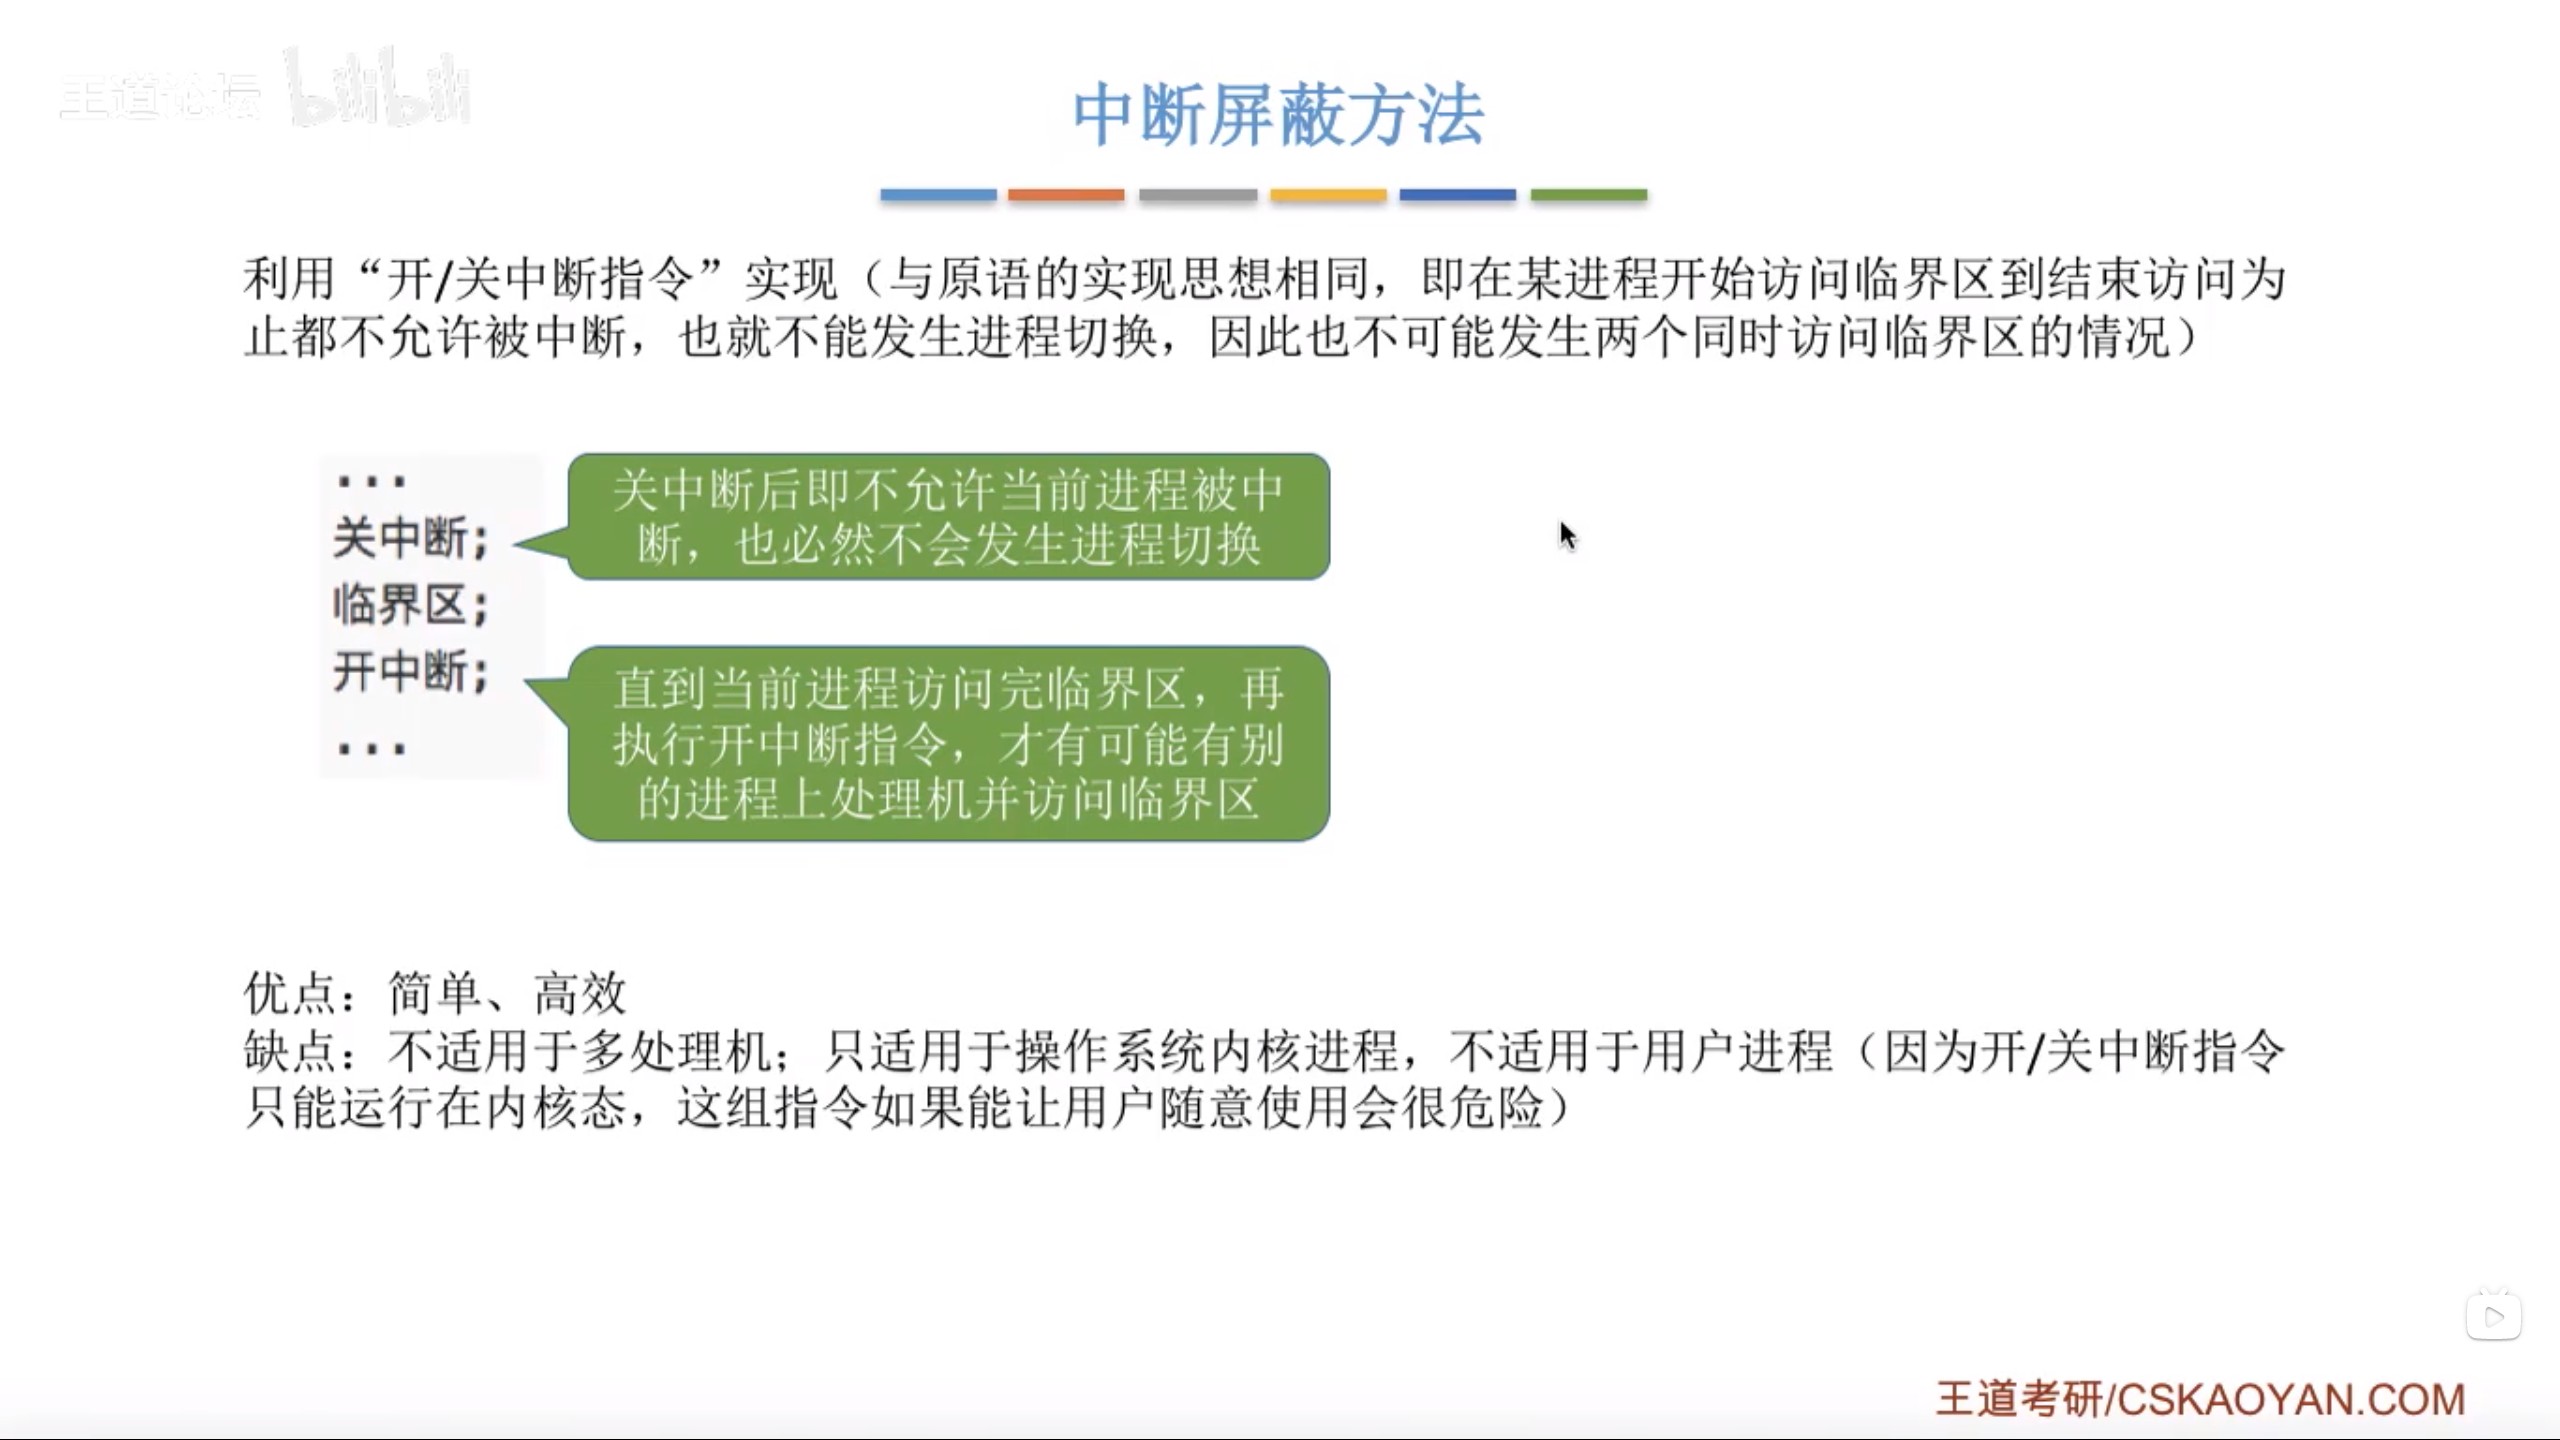 王道论坛 bilibili
中断屏蔽方法
利用“开/关中断指令”实现（与原语的实现思想相同，即在某进程开始访问临界区到结束访问为
止都不允许被中断，也就不能发生进程切换，因此也不可能发生两个同时访问临界区的情况）
...
关中断;
临界区;
开中断;
...
关中断后即不允许当前进程被中
断，也必然不会发生进程切换
直到当前进程访问完临界区，再
执行开中断指令，才有可能有别
的进程上处理机并访问临界区
优点：简单、高效
缺点：不适用于多处理机；只适用于操作系统内核进程，不适用于用户进程（因为开/关中断指令
只能运行在内核态，这组指令如果能让用户随意使用会很危险）
王道考研/CSKAOYAN.COM